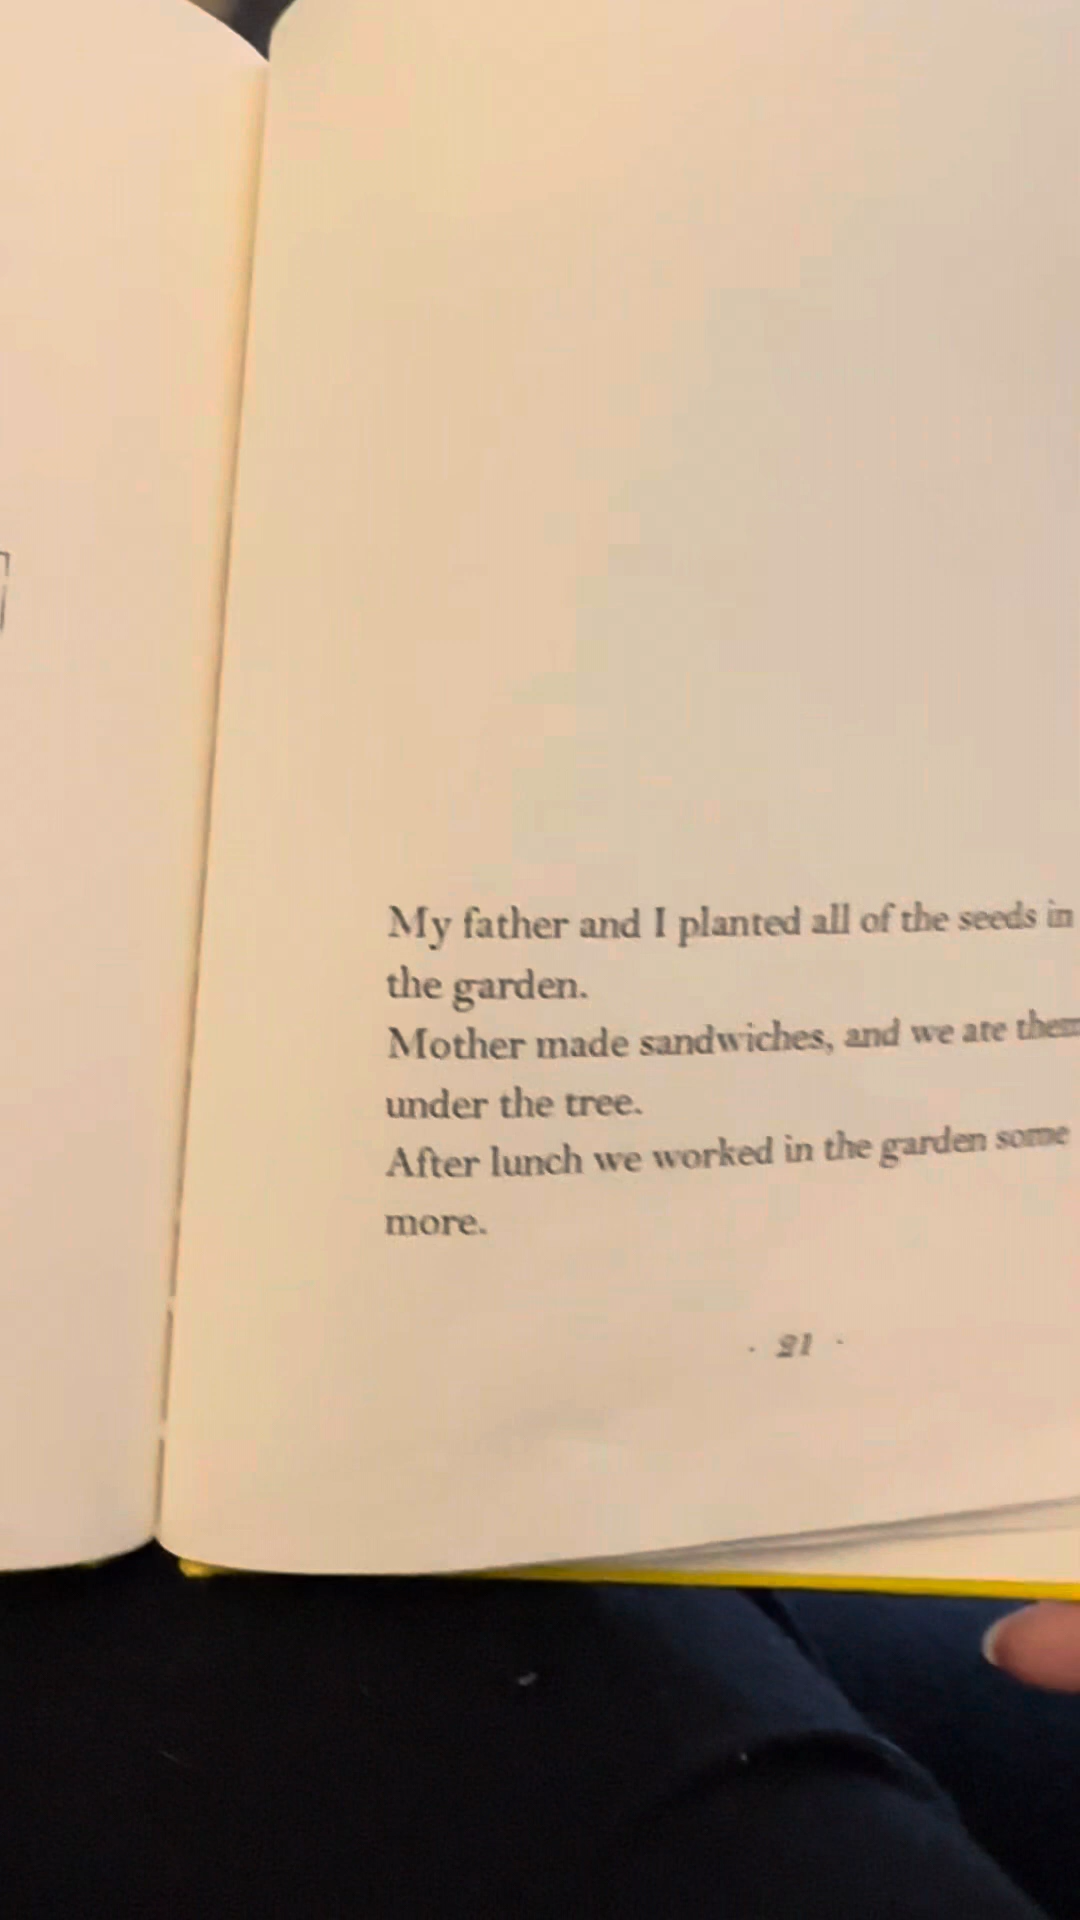 My father and I planted all of the seeds in
the garden.
Mother made sandwiches, and we ate them
under the tree.
After lunch we worked in the garden some
more.
· 21 ·